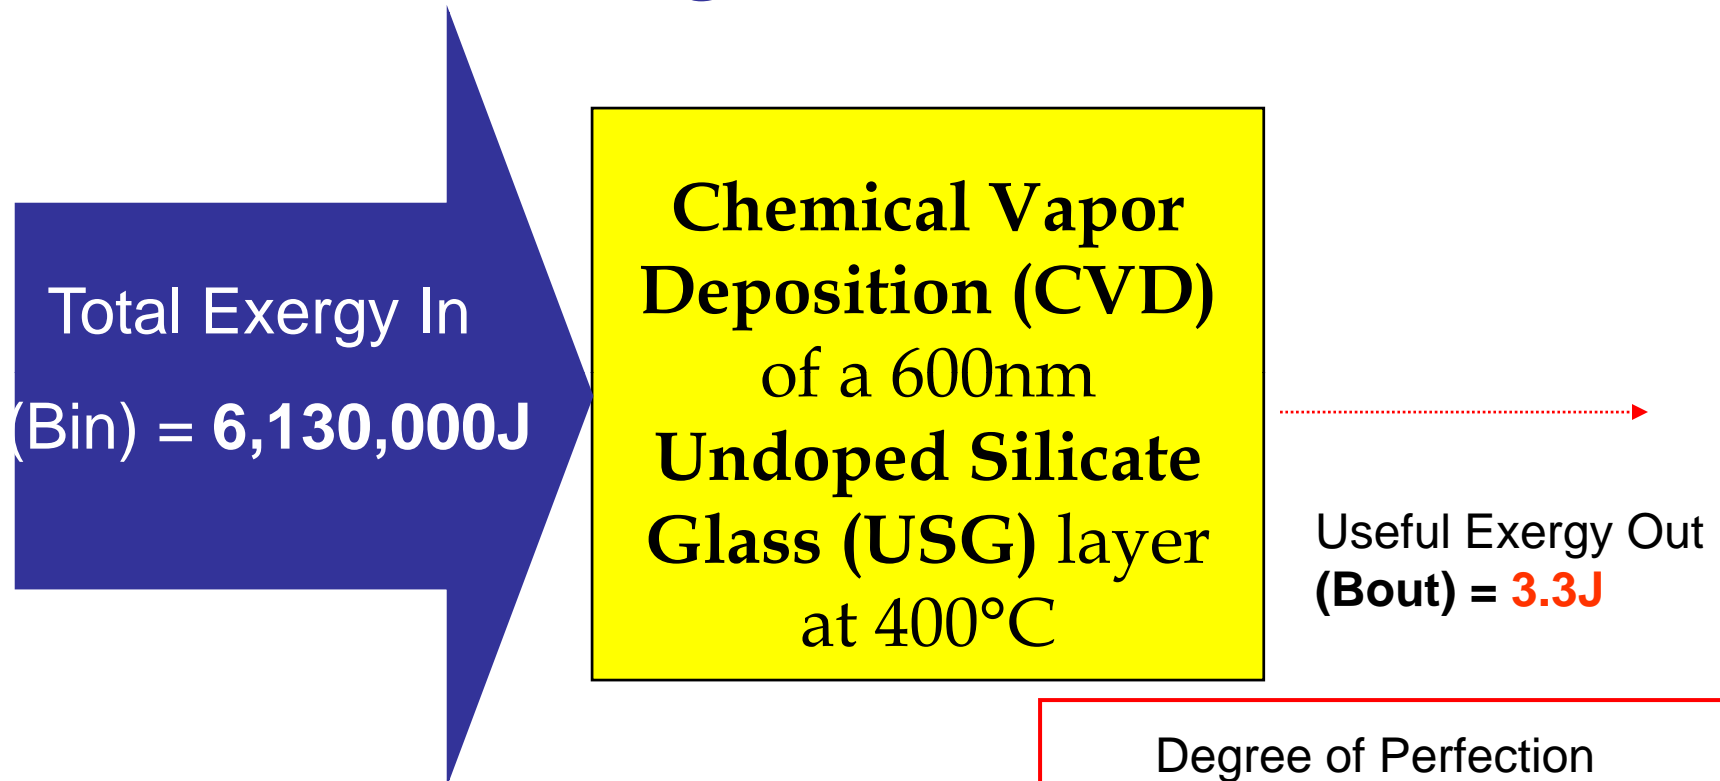 Total Exergy In
(Bin) = 6,130,000J
Chemical Vapor
Deposition (CVD)
of a 600nm
Undoped Silicate
Glass (USG) layer
at 400°C
Useful Exergy Out
(Bout) = 3.3J
Degree of Perfection